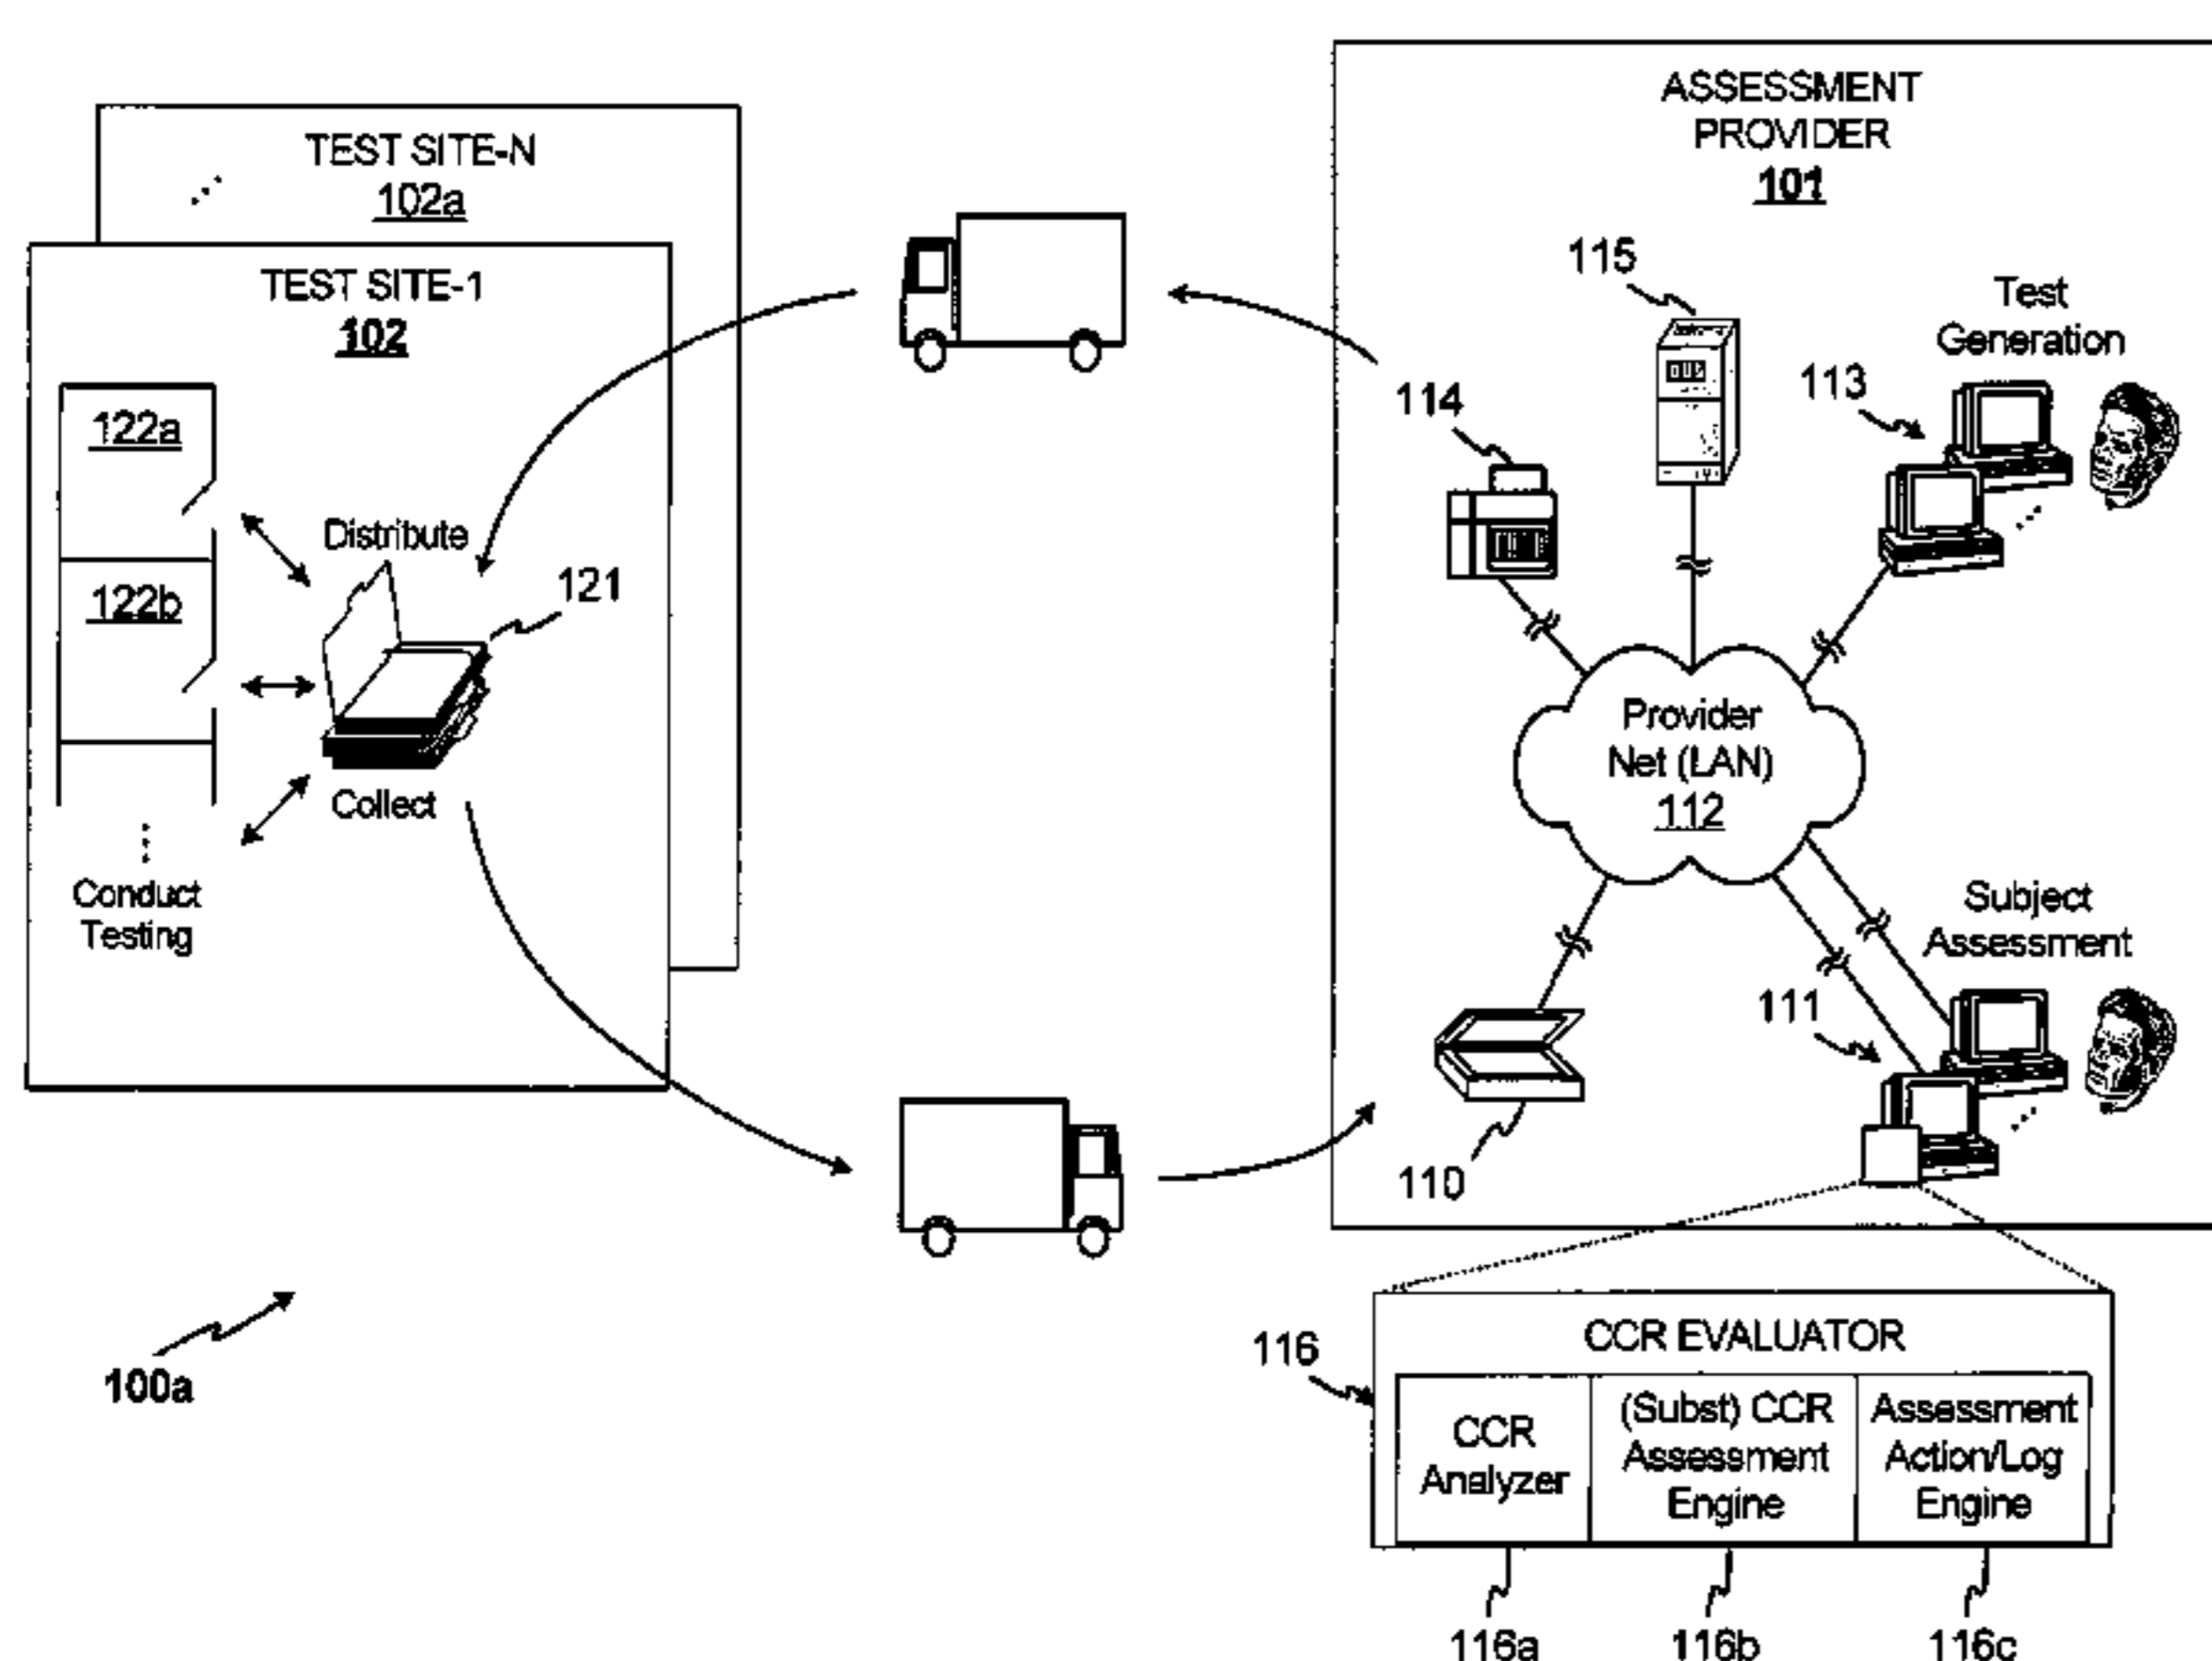 TEST SITE-N
102a
TEST SITE-1
102
122a
122b
Distribute
121
Collect
Conduct
Testing
100a
ASSESSMENT
PROVIDER
101
115
Test
Generation
113
114
Provider
Net (LAN)
112
Subject
Assessment
111
110
CCR EVALUATOR
116
CCR
Analyzer
(Subst) CCR
Assessment
Engine
Assessment
Action/Log
Engine
116a
116b
116c